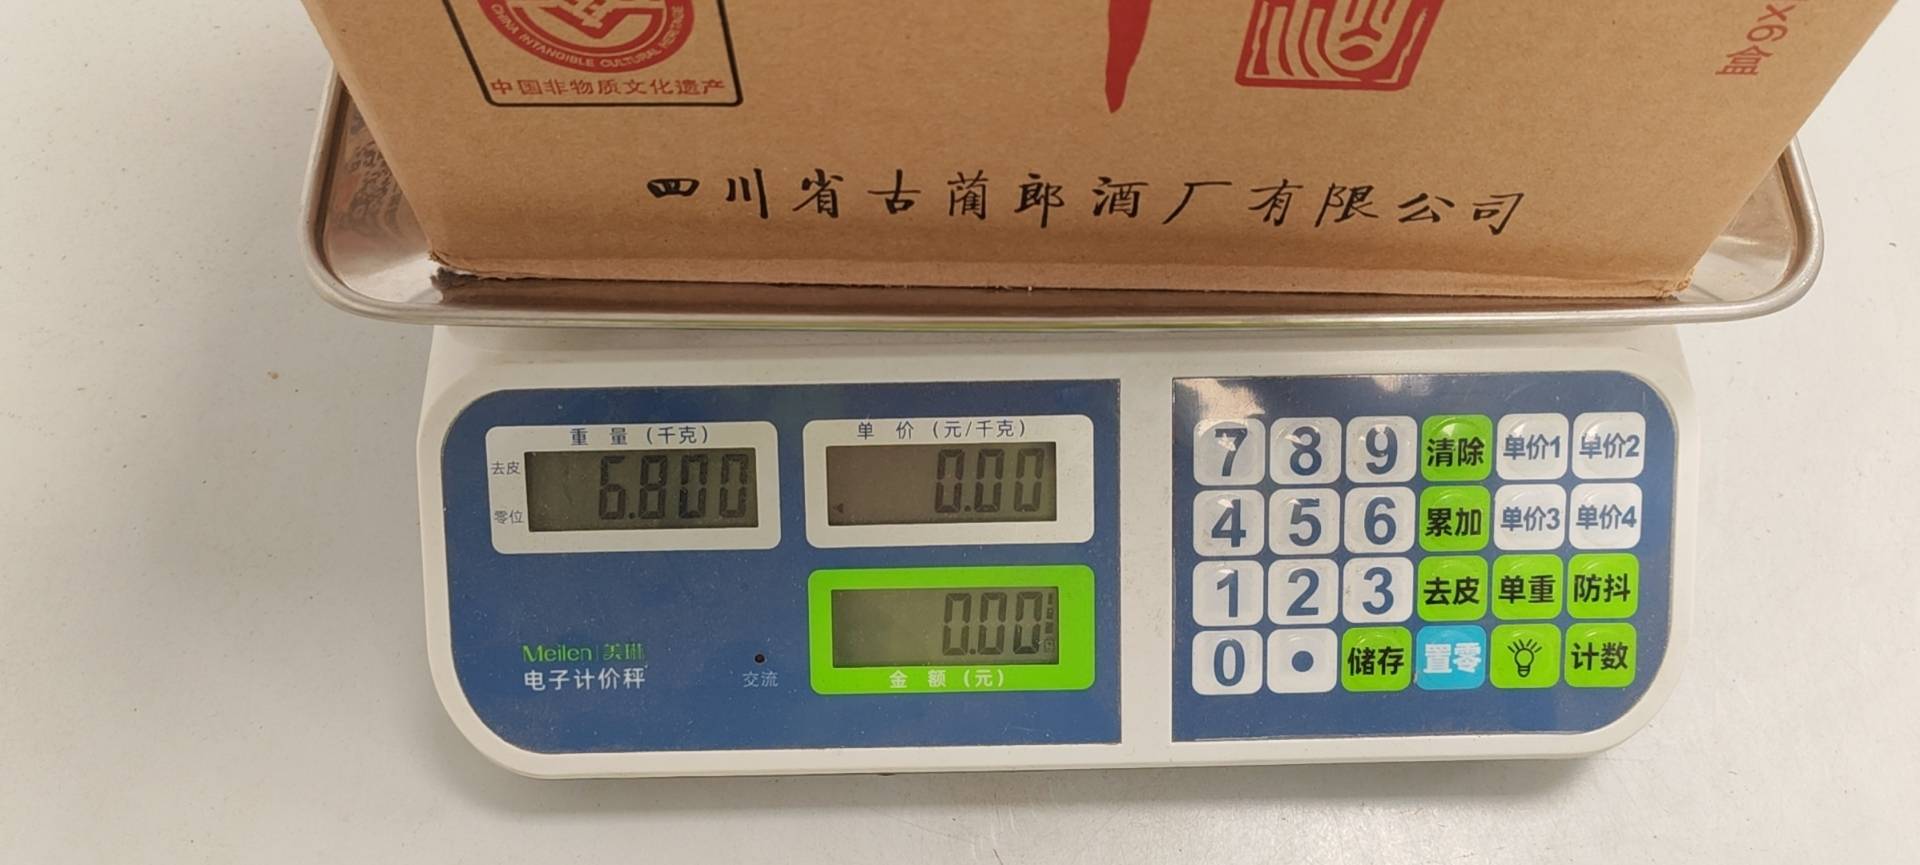 CHINA INTANGIBLE CULTURAL HERITAGE
中国非物质文化遗产
×6盒
四川省古蔺郎酒厂有限公司
重量(千克)
去皮
零位
6.800
单价(元/千克)
0.00
0.00
金额(元)
Meilen|美琳
电子计价秤
交流
7 8 9 清除 单价1 单价2
4 5 6 累加 单价3 单价4
1 2 3 去皮 单重 防抖
0 • 储存 置零 计数